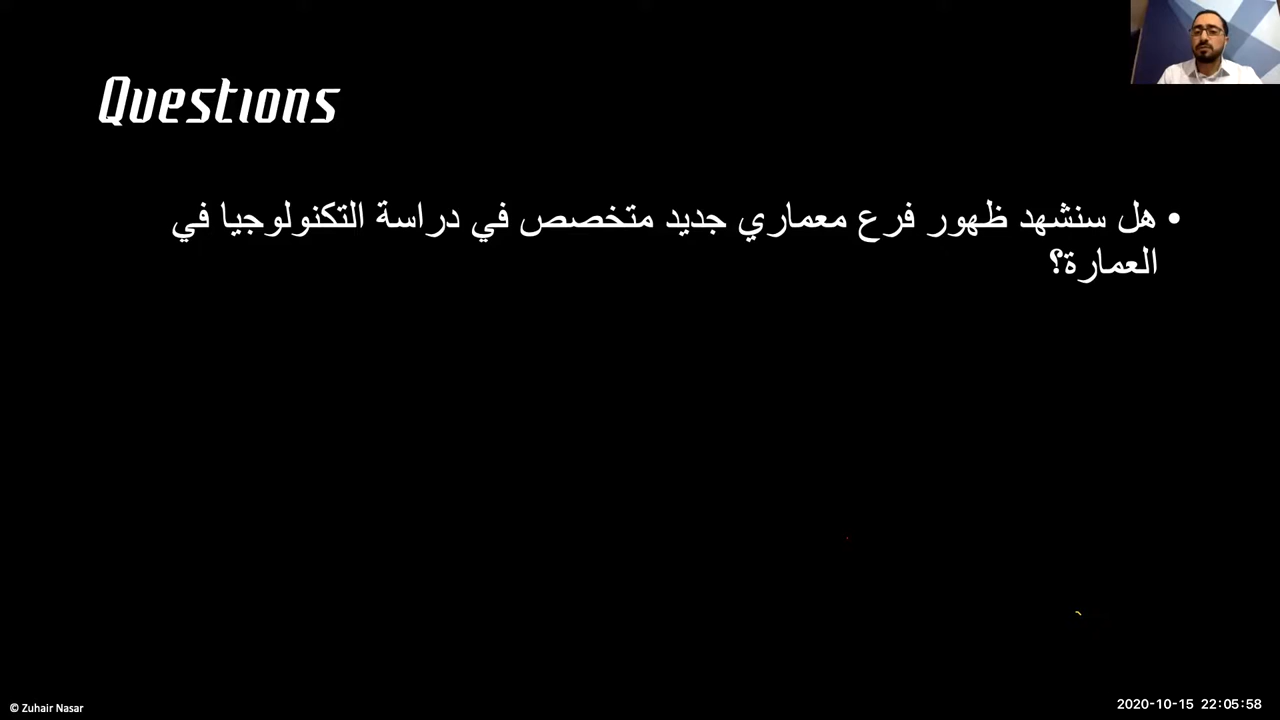 Questions
• هل سنشهد ظهور فرع معماري جديد متخصص في دراسة التكنولوجيا في
العمارة؟
© Zuhair Nasar
2020-10-15 22:05:58